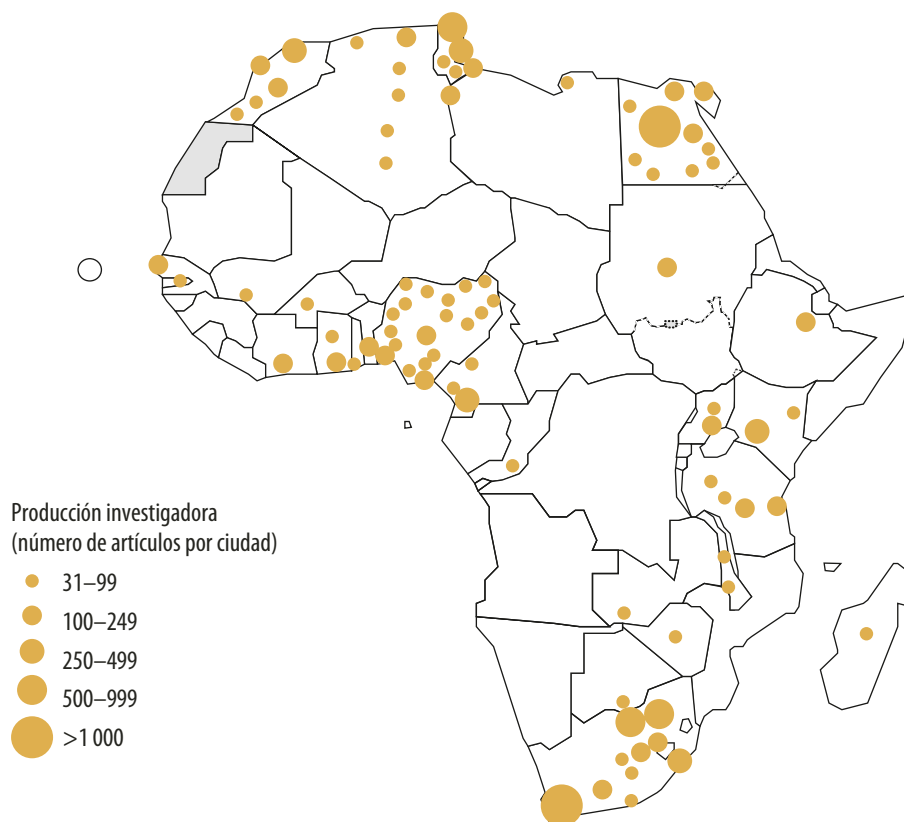 Producción investigadora
(número de artículos por ciudad)
31–99
100–249
250–499
500–999
>1 000